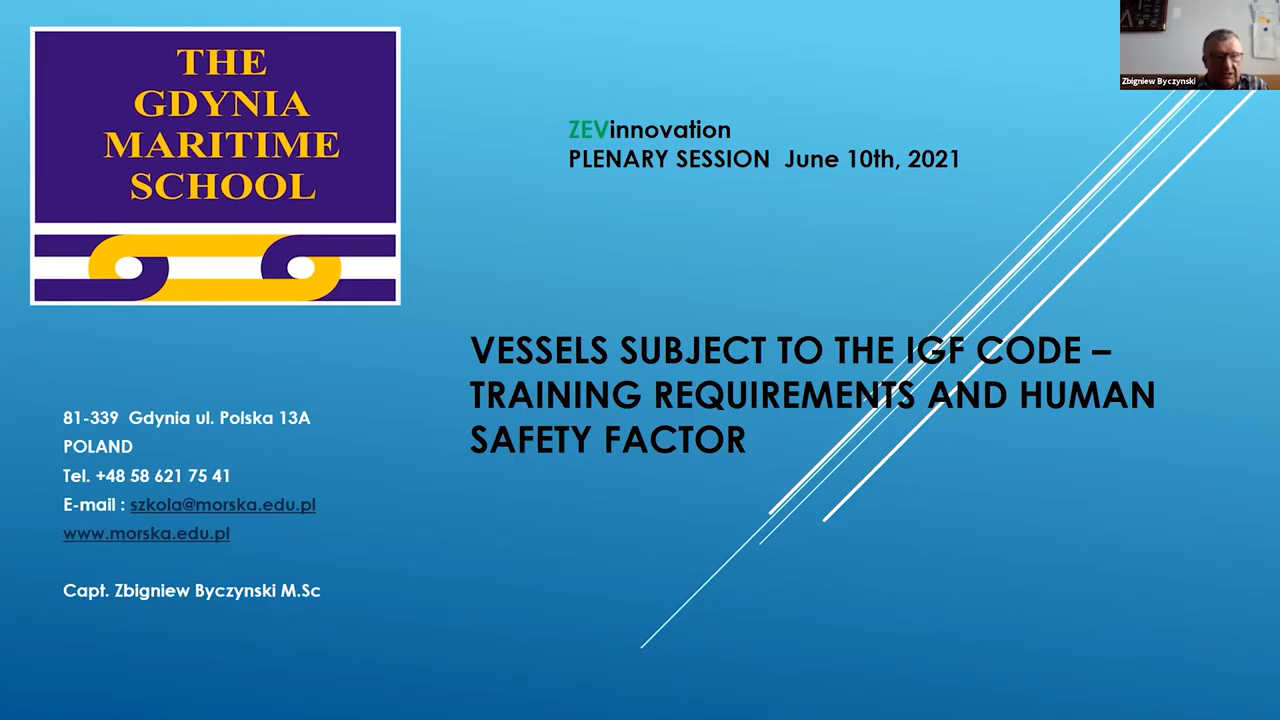 THE
GDYNIA
MARITIME
SCHOOL
Zbigniew Byczynski
ZEVinnovation
PLENARY SESSION June 10th, 2021
VESSELS SUBJECT TO THE IGF CODE –
TRAINING REQUIREMENTS AND HUMAN
SAFETY FACTOR
81-339 Gdynia ul. Polska 13A
POLAND
Tel. +48 58 621 75 41
E-mail : szkola@morska.edu.pl
www.morska.edu.pl
Capt. Zbigniew Byczynski M.Sc